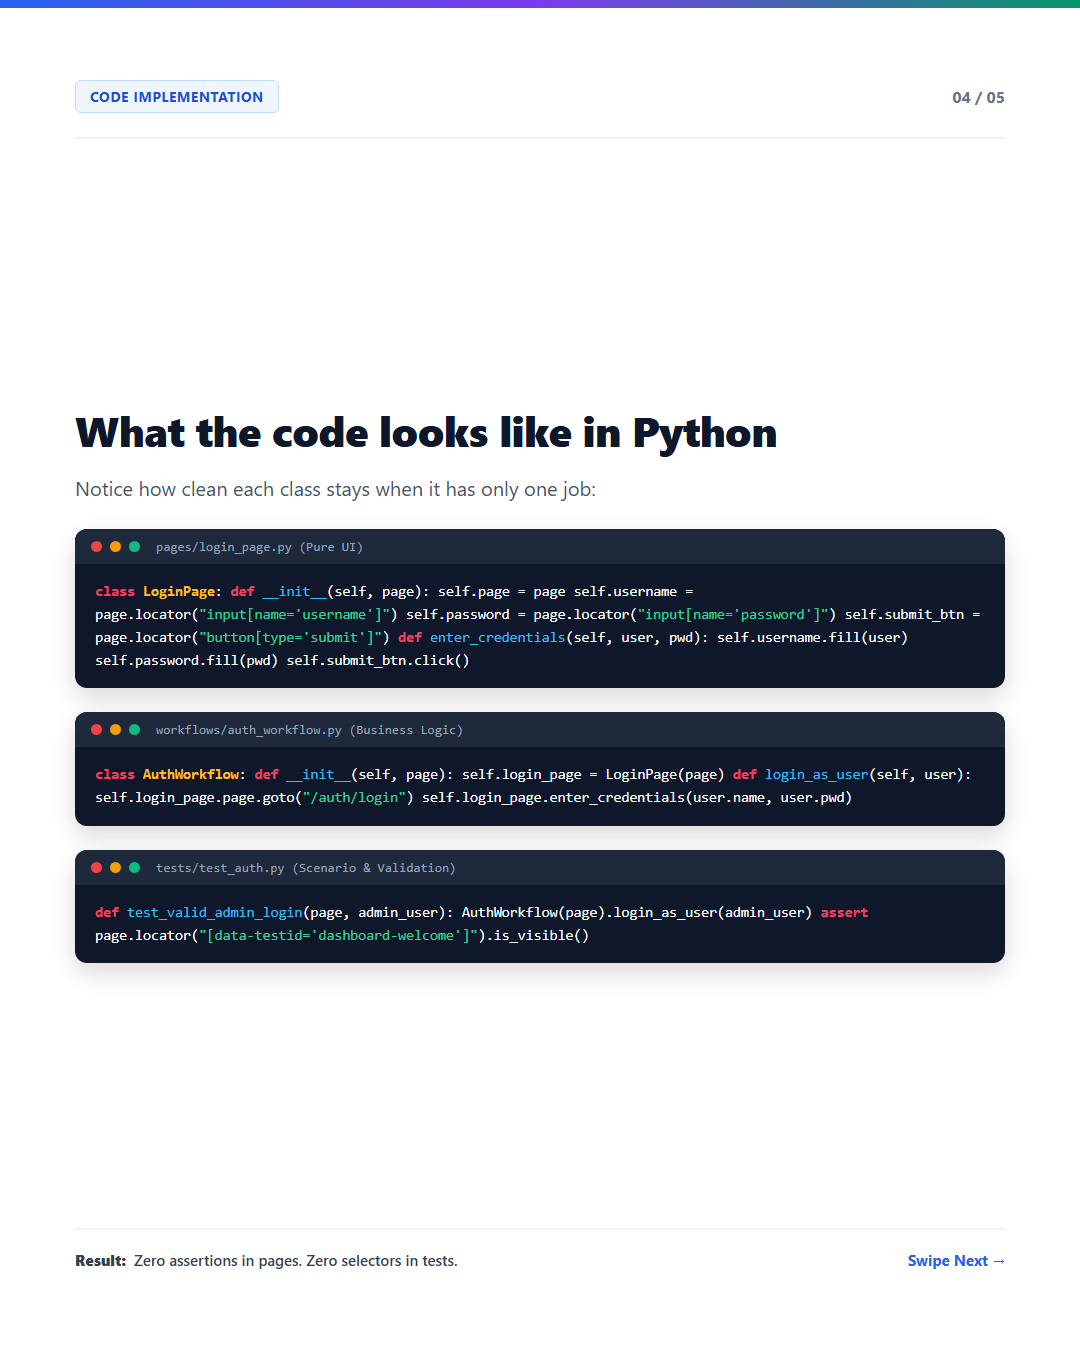 CODE IMPLEMENTATION
04 / 05
What the code looks like in Python
Notice how clean each class stays when it has only one job:
pages/login_page.py (Pure UI)
class LoginPage: def __init__(self, page): self.page = page self.username =
page.locator("input[name='username']") self.password = page.locator("input[name='password']") self.submit_btn =
page.locator("button[type='submit']") def enter_credentials(self, user, pwd): self.username.fill(user)
self.password.fill(pwd) self.submit_btn.click()
workflows/auth_workflow.py (Business Logic)
class AuthWorkflow: def __init__(self, page): self.login_page = LoginPage(page) def login_as_user(self, user):
self.login_page.page.goto("/auth/login") self.login_page.enter_credentials(user.name, user.pwd)
tests/test_auth.py (Scenario & Validation)
def test_valid_admin_login(page, admin_user): AuthWorkflow(page).login_as_user(admin_user) assert
page.locator("[data-testid='dashboard-welcome']").is_visible()
Result: Zero assertions in pages. Zero selectors in tests.
Swipe Next →